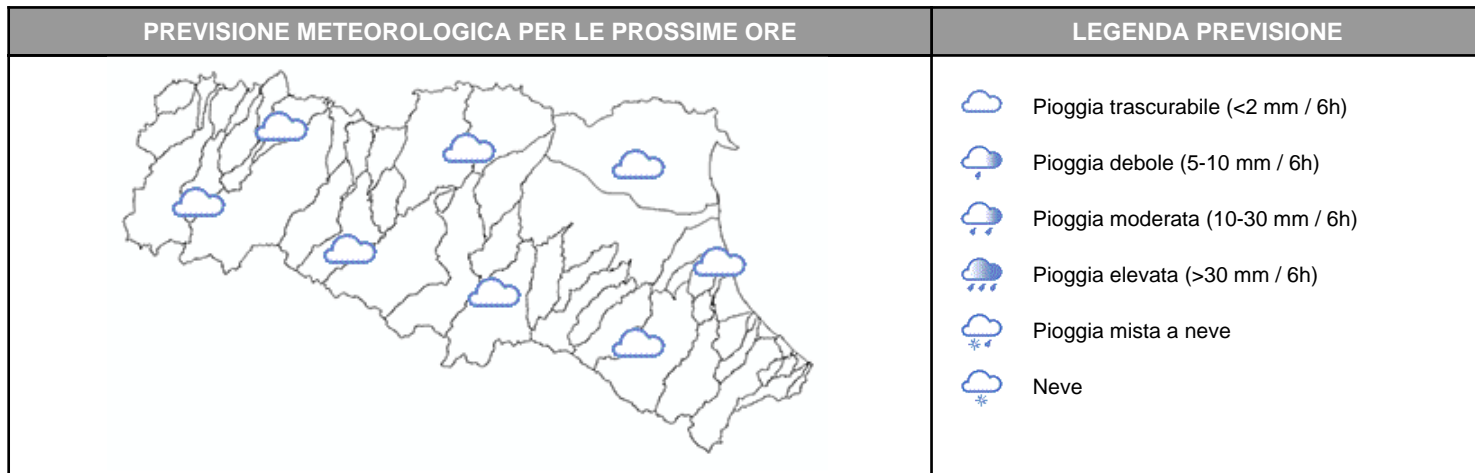 PREVISIONE METEOROLOGICA PER LE PROSSIME ORE
LEGENDA PREVISIONE
Pioggia trascurabile (<2 mm / 6h)
Pioggia debole (5-10 mm / 6h)
Pioggia moderata (10-30 mm / 6h)
Pioggia elevata (>30 mm / 6h)
Pioggia mista a neve
Neve